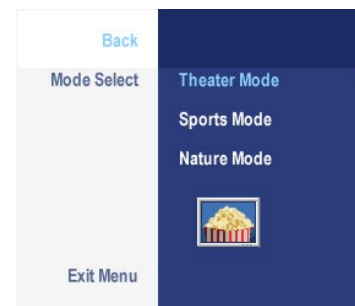 Back
Mode Select
Theater Mode
Sports Mode
Nature Mode
Exit Menu